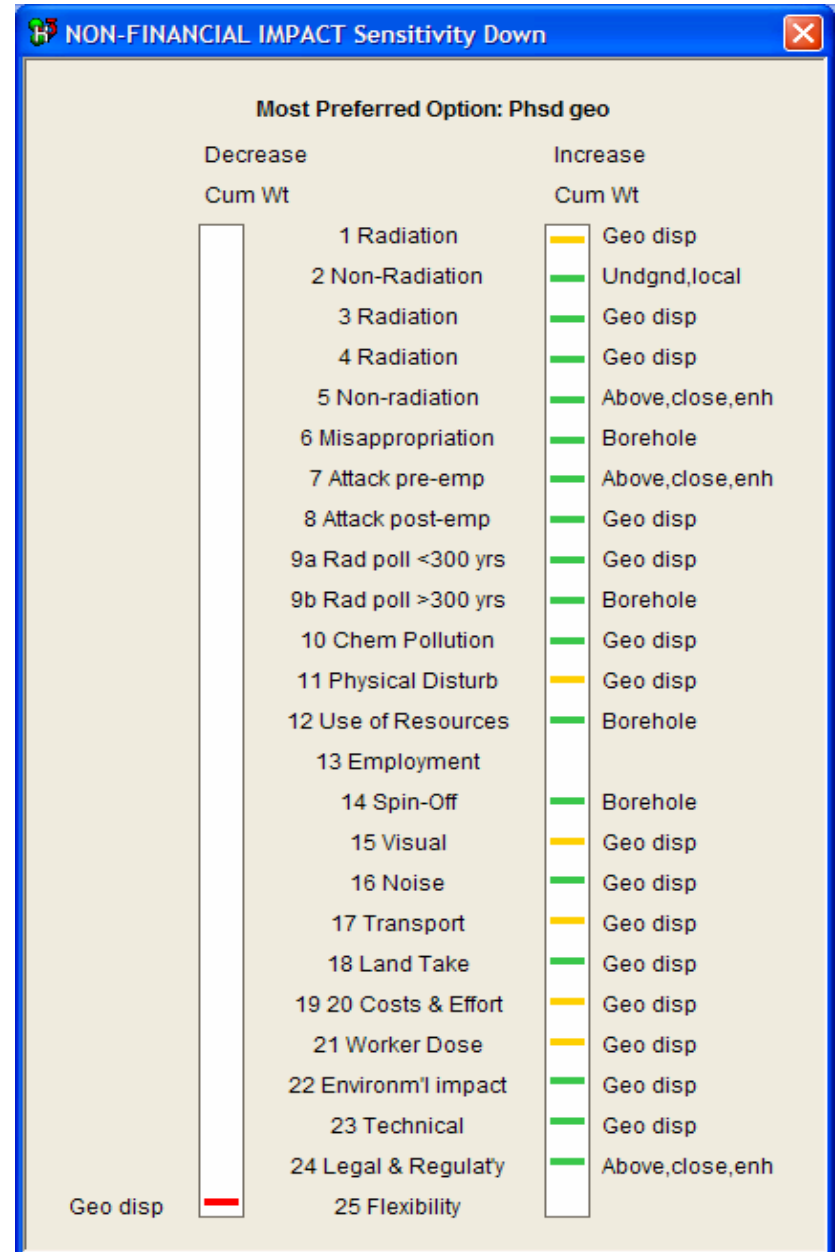 NON-FINANCIAL IMPACT Sensitivity Down
Most Preferred Option: Phsd geo
Decrease Increase
Cum Wt Cum Wt
1 Radiation Geo disp
2 Non-Radiation Undgnd,local
3 Radiation Geo disp
4 Radiation Geo disp
5 Non-radiation Above,close,enh
6 Misappropriation Borehole
7 Attack pre-emp Above,close,enh
8 Attack post-emp Geo disp
9a Rad poll <300 yrs Geo disp
9b Rad poll >300 yrs Borehole
10 Chem Pollution Geo disp
11 Physical Disturb Geo disp
12 Use of Resources Borehole
13 Employment
14 Spin-Off Borehole
15 Visual Geo disp
16 Noise Geo disp
17 Transport Geo disp
18 Land Take Geo disp
19 20 Costs & Effort Geo disp
21 Worker Dose Geo disp
22 Environm'l impact Geo disp
23 Technical Geo disp
24 Legal & Regulat'y Above,close,enh
Geo disp 25 Flexibility